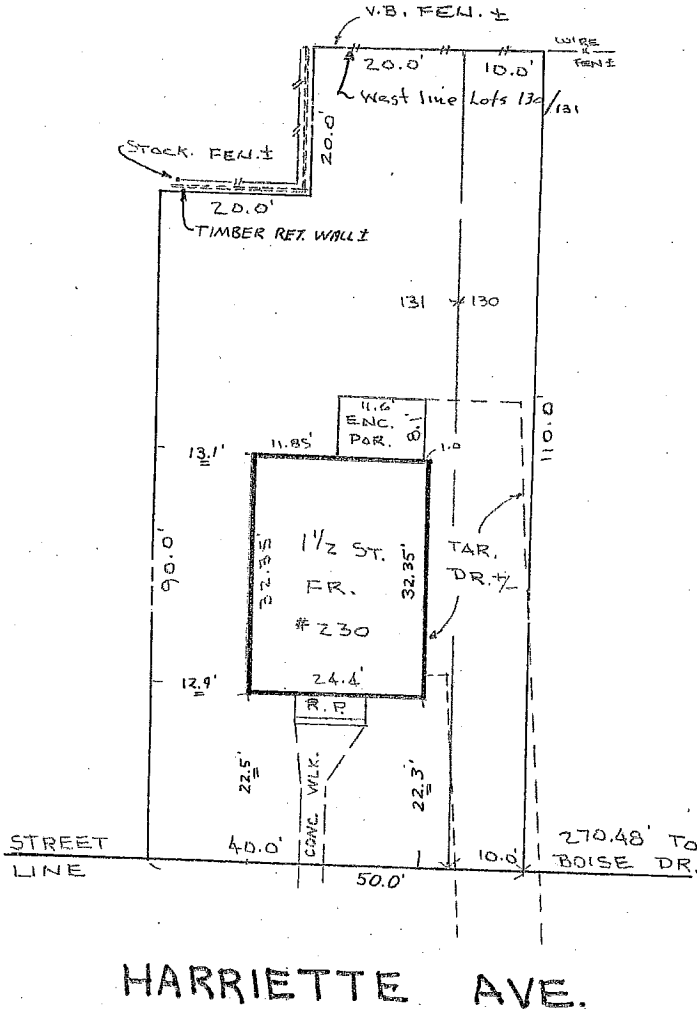 V.B. FEN. ±
WIRE
FEN ±
20.0' 10.0'
West line Lots 130/131
STOCK. FEN. ±
20.0'
20.0'
TIMBER RET. WALL ±
131 130
11.6'
ENC.
POR.
8.1'
110.0
13.1'
11.85'
1.0
90.0'
32.35'
1 1/2 ST.
FR.
# 230
32.35'
TAR.
DR. +/-
12.9'
24.4'
R.P.
22.5'
CONC. WLK.
22.3'
STREET
LINE
40.0'
10.0'
50.0'
270.48' TO
BOISE DR.
HARRIETTE AVE.